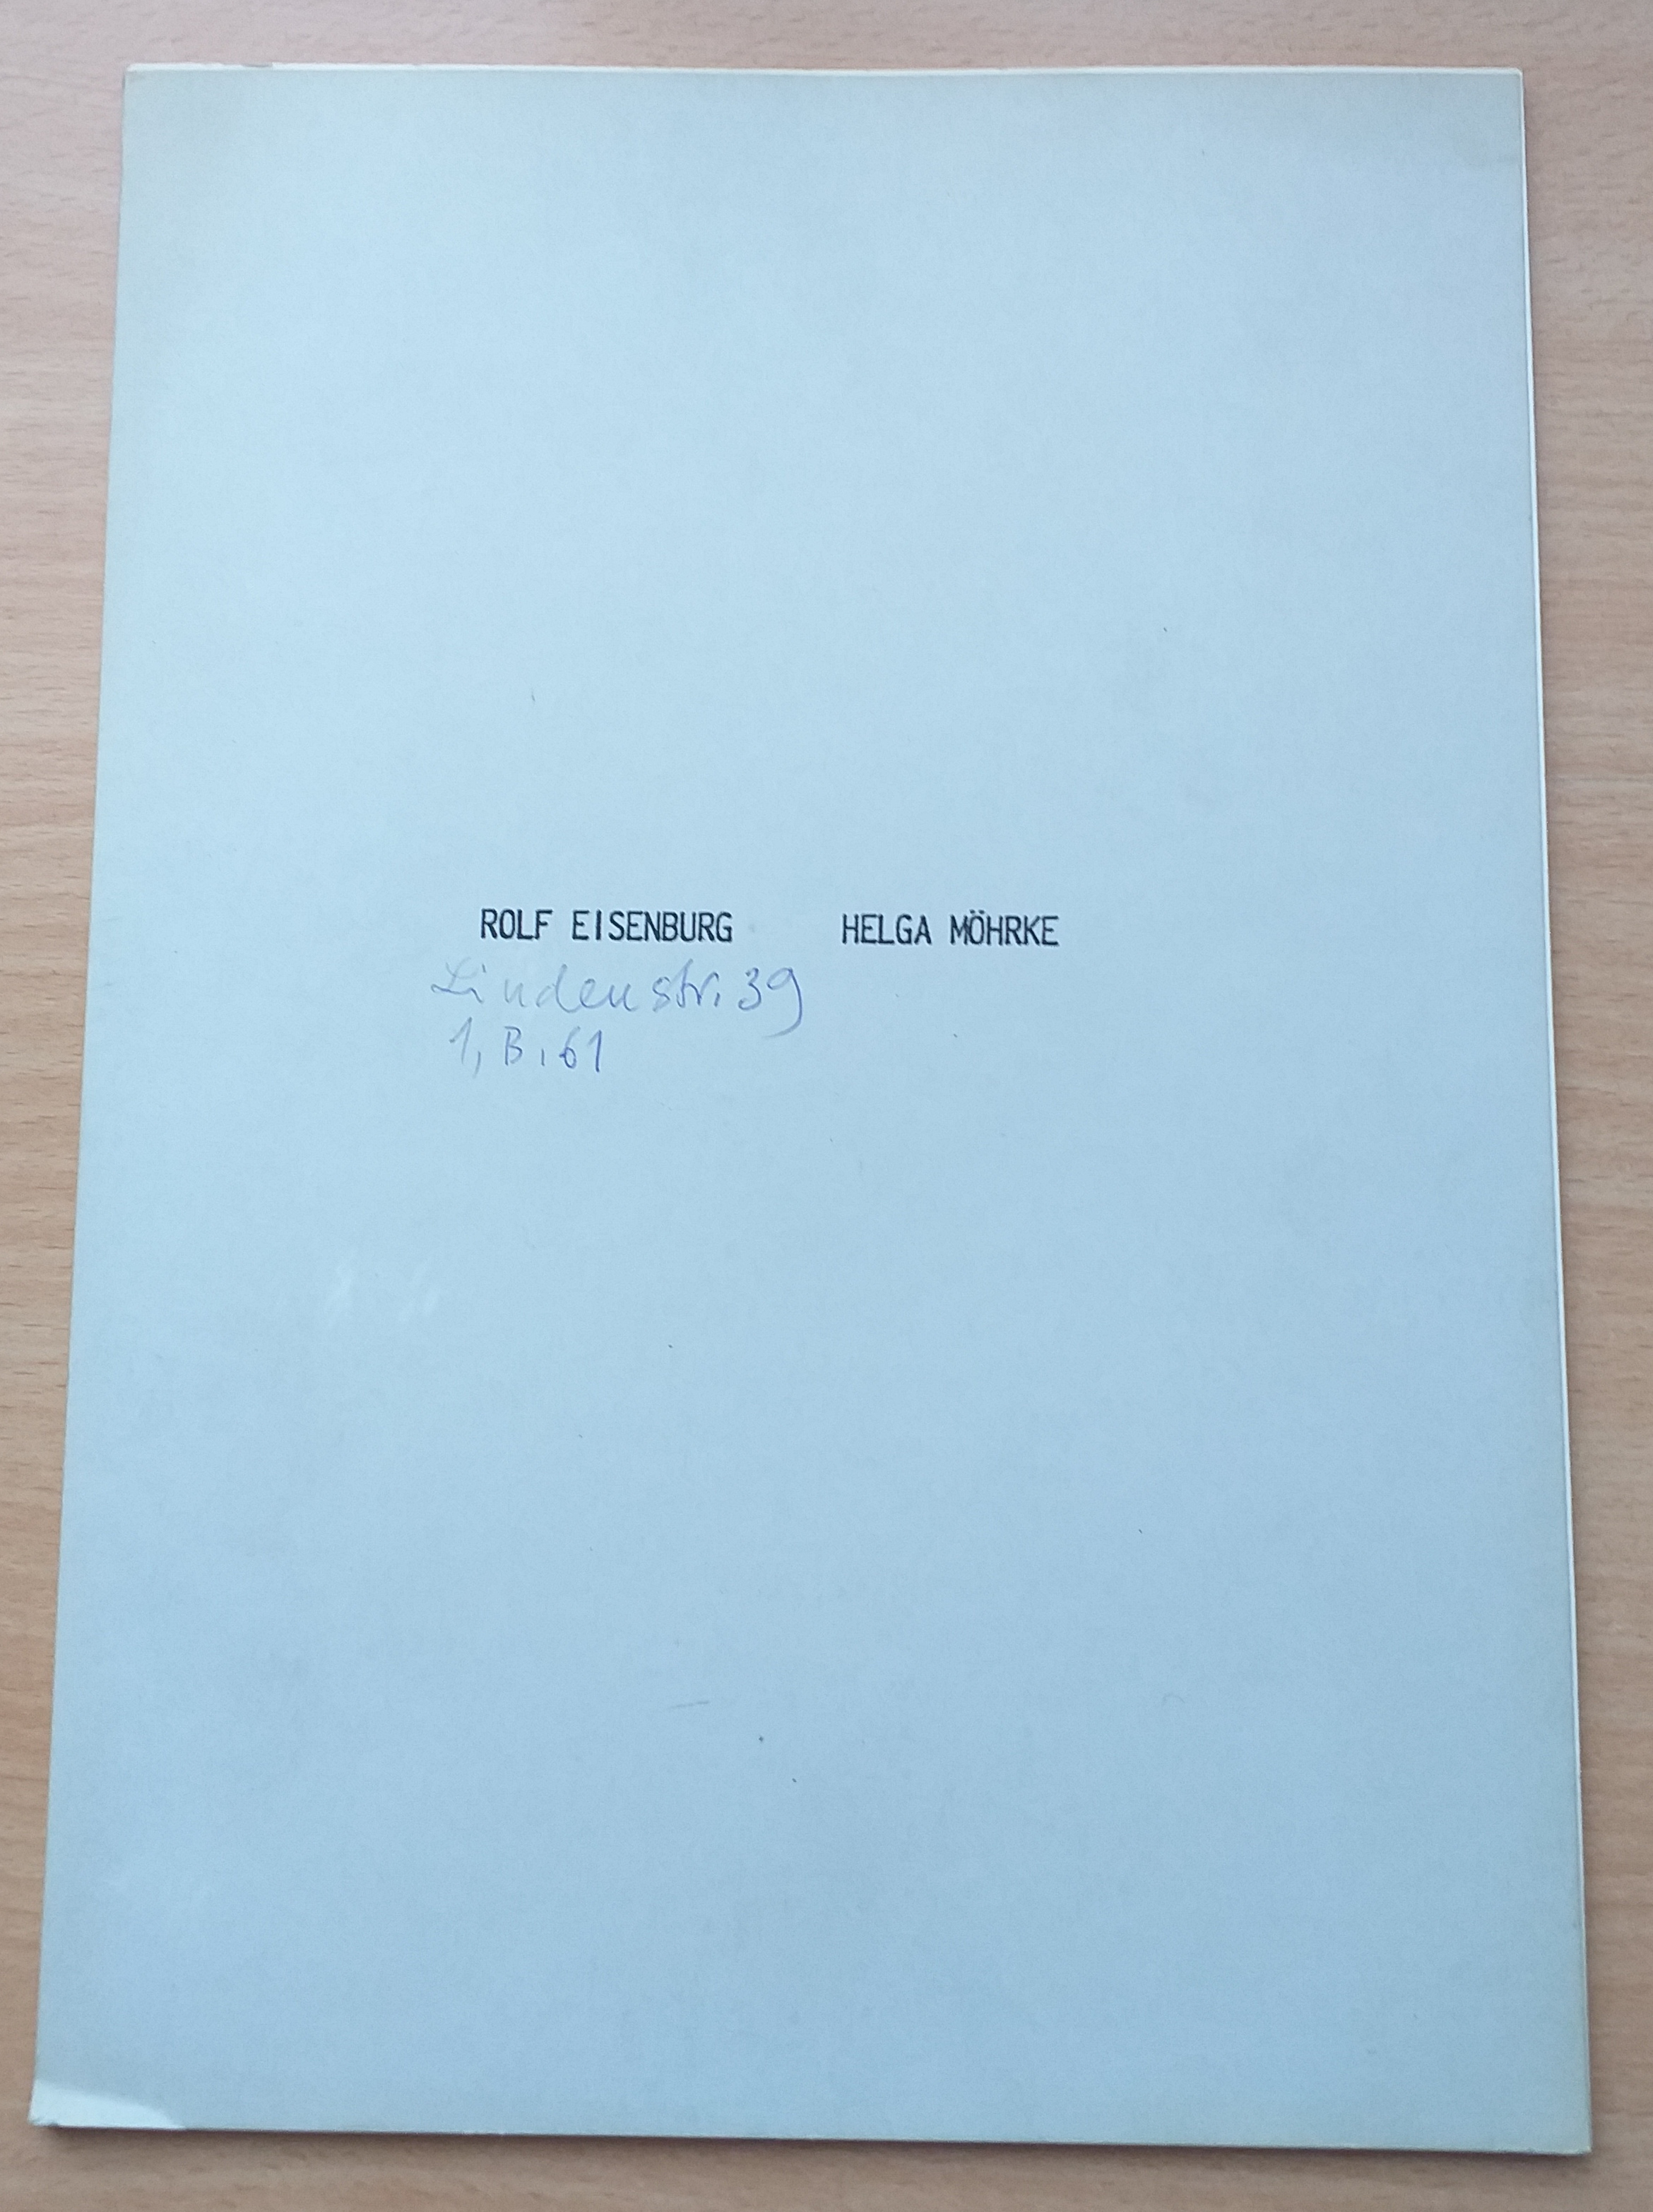 ROLF EISENBURG HELGA MÖHRKE
Lindenstr. 39
1, B. 61